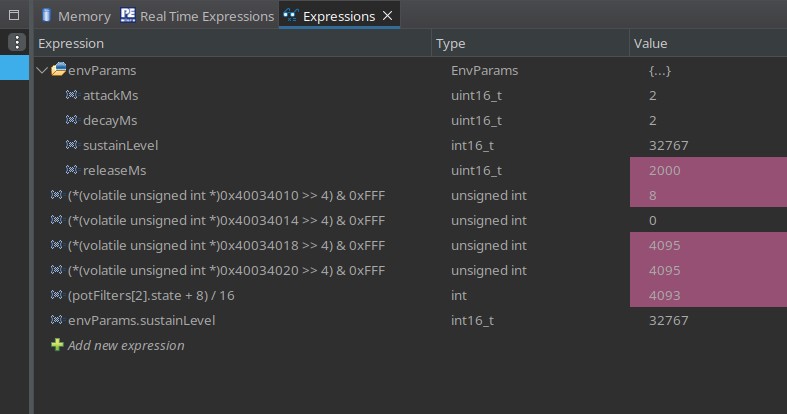 Memory Real Time Expressions Expressions
Expression Type Value
envParams EnvParams {...}
attackMs uint16_t 2
decayMs uint16_t 2
sustainLevel int16_t 32767
releaseMs uint16_t 2000
(*(volatile unsigned int *)0x40034010 >> 4) & 0xFFF unsigned int 8
(*(volatile unsigned int *)0x40034014 >> 4) & 0xFFF unsigned int 0
(*(volatile unsigned int *)0x40034018 >> 4) & 0xFFF unsigned int 4095
(*(volatile unsigned int *)0x40034020 >> 4) & 0xFFF unsigned int 4095
(potFilters[2].state + 8) / 16 int 4093
envParams.sustainLevel int16_t 32767
Add new expression